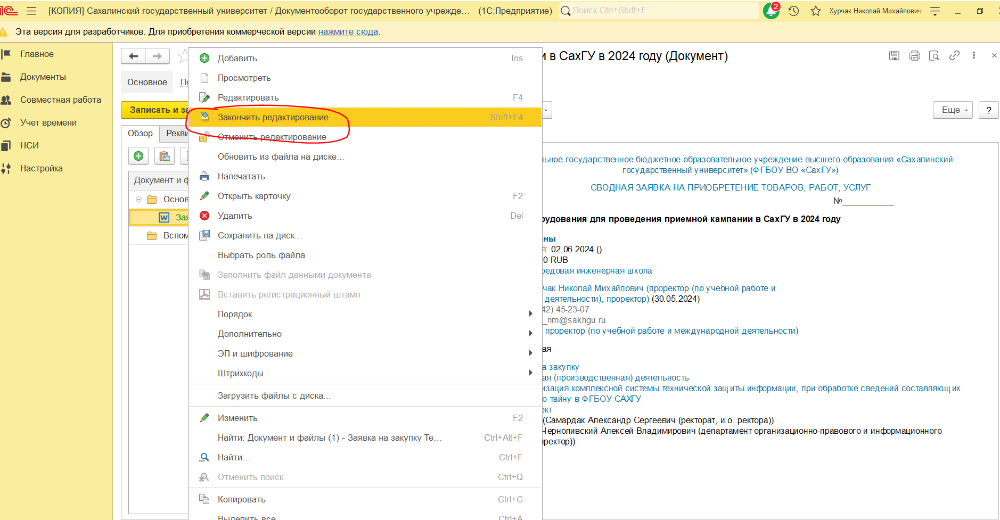 [КОПИЯ] Сахалинский государственный университет / Документооборот государственного учрежде... (1С:Предприятие)
Поиск Ctrl+Shift+F
2
Хурчак Николай Михайлович
Эта версия для разработчиков. Для приобретения коммерческой версии нажмите сюда.
Главное
Документы
Совместная работа
Учет времени
НСИ
Настройка
и в СахГУ в 2024 году (Документ)
Основное
Пе
Записать и за
Еще
?
Обзор
Рекви
Документ и ф
Основ
W Зая
Вспом
Добавить Ins
Просмотреть
Редактировать F4
Закончить редактирование Shift+F4
Отменить редактирование
Обновить из файла на диске...
Напечатать
Открыть карточку F2
Удалить Del
Сохранить на диск...
Выбрать роль файла
Заполнить файл данными документа
Вставить регистрационный штамп
Порядок
Дополнительно
ЭП и шифрование
Штрихкоды
Загрузить файлы с диска...
Изменить F2
Найти: Документ и файлы (1) - Заявка на закупку Те... Ctrl+Alt+F
Найти... Ctrl+F
Отменить поиск Ctrl+Q
Копировать Ctrl+C
Выделить все Ctrl+A
льное государственное бюджетное образовательное учреждение высшего образования «Сахалинский
государственный университет» (ФГБОУ ВО «СахГУ»)
СВОДНАЯ ЗАЯВКА НА ПРИОБРЕТЕНИЕ ТОВАРОВ, РАБОТ, УСЛУГ
№___________
рудования для проведения приемной кампании в СахГУ в 2024 году
ны
я: 02.06.2024 ()
0 RUB
редовая инженерная школа
чак Николай Михайлович (проректор (по учебной работе и
деятельности), проректор) (30.05.2024)
42) 45-23-07
_nm@sakhgu.ru
проректор (по учебной работе и международной деятельности)
ая
а закупку
ая (производственная) деятельность
изация комплексной системы технической защиты информации, при обработке сведений составляющих
ю тайну в ФГБОУ САХГУ
ект
(Самардак Александр Сергеевич (ректорат, и.о. ректора))
Чернопивский Алексей Владимирович (департамент организационно-правового и информационного
иректор))